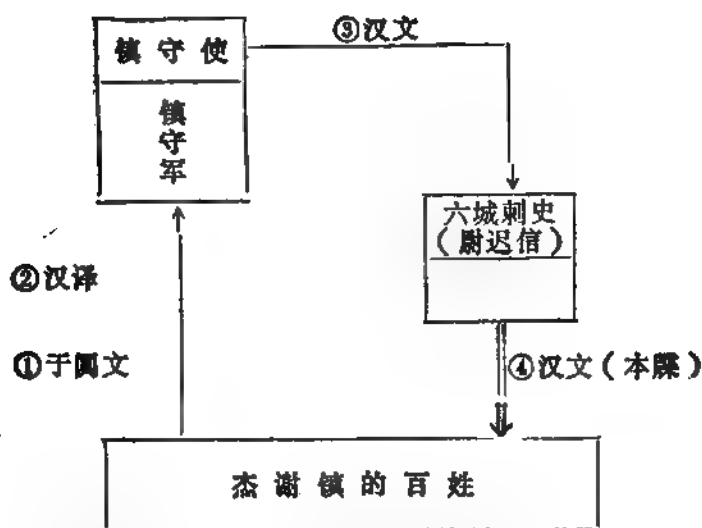 ③汉文
镇守使
镇守军
六城刺史
（尉迟信）
②汉译
①于阗文
④汉文（本牒）
杰谢镇的百姓